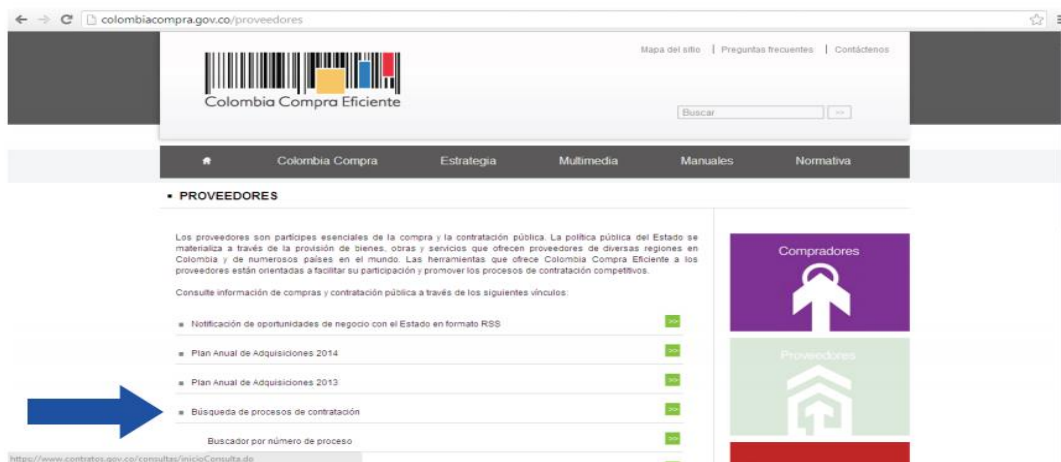 colombiacompra.gov.co/proveedores
Mapa del sitio | Preguntas frecuentes | Contáctenos
Colombia Compra Eficiente
Buscar >>
Colombia Compra Estrategia Multimedia Manuales Normativa
PROVEEDORES
Los proveedores son partícipes esenciales de la compra y la contratación pública. La política pública del Estado se
materializa a través de la provisión de bienes, obras y servicios que ofrecen proveedores de diversas regiones en
Colombia y de numerosos países en el mundo. Las herramientas que ofrece Colombia Compra Eficiente a los
proveedores están orientadas a facilitar su participación y promover los procesos de contratación competitivos.
Consulte información de compras y contratación pública a través de los siguientes vínculos:
Notificación de oportunidades de negocio con el Estado en formato RSS >>
Plan Anual de Adquisiciones 2014 >>
Plan Anual de Adquisiciones 2013 >>
Búsqueda de procesos de contratación >>
Buscador por número de proceso >>
Compradores
Proveedores
https://www.contratos.gov.co/consultas/inicioConsulta.do